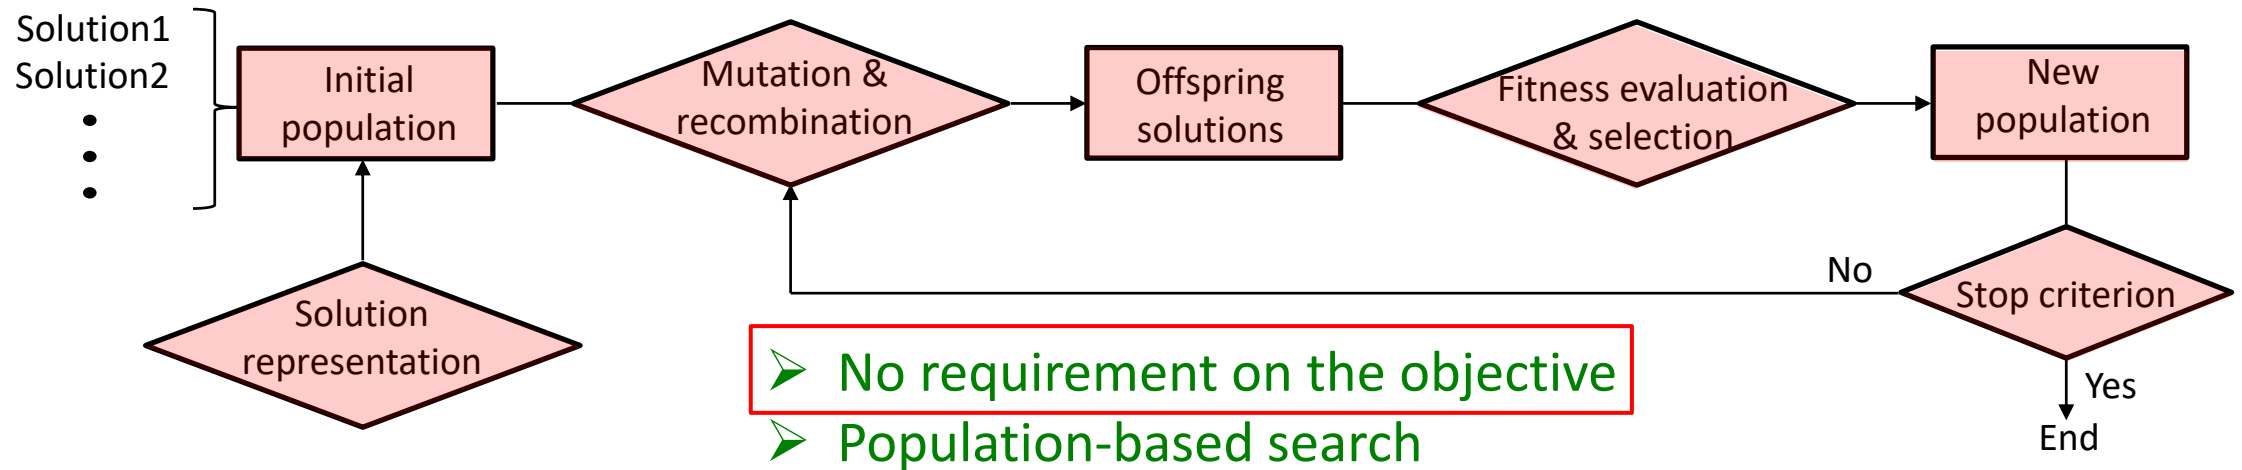 Solution1
Solution2
Initial
population
Mutation &
recombination
Offspring
solutions
Fitness evaluation
& selection
New
population
Solution
representation
No
Stop criterion
Yes
End
No requirement on the objective
Population-based search